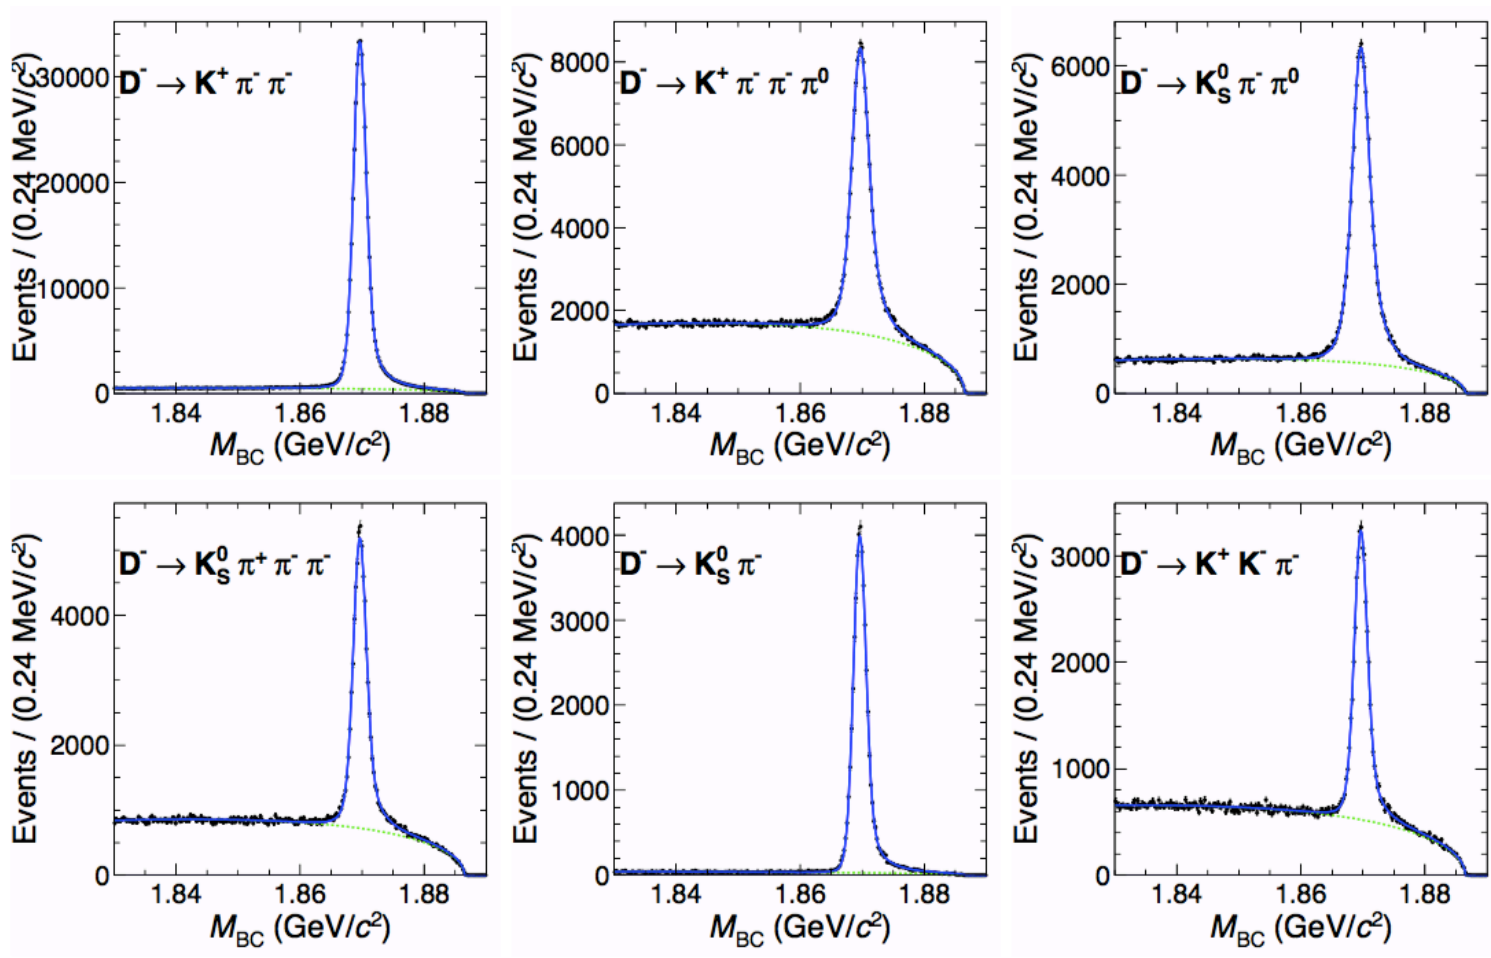 D⁻ → K⁺ π⁻ π⁻
Events / (0.24 MeV/c²)
30000
20000
10000
0
1.84 1.86 1.88
M_BC (GeV/c²)
D⁻ → K⁺ π⁻ π⁻ π⁰
Events / (0.24 MeV/c²)
8000
6000
4000
2000
0
1.84 1.86 1.88
M_BC (GeV/c²)
D⁻ → K_S⁰ π⁻ π⁰
Events / (0.24 MeV/c²)
6000
4000
2000
0
1.84 1.86 1.88
M_BC (GeV/c²)
D⁻ → K_S⁰ π⁺ π⁻ π⁻
Events / (0.24 MeV/c²)
4000
2000
0
1.84 1.86 1.88
M_BC (GeV/c²)
D⁻ → K_S⁰ π⁻
Events / (0.24 MeV/c²)
4000
3000
2000
1000
0
1.84 1.86 1.88
M_BC (GeV/c²)
D⁻ → K⁺ K⁻ π⁻
Events / (0.24 MeV/c²)
3000
2000
1000
0
1.84 1.86 1.88
M_BC (GeV/c²)